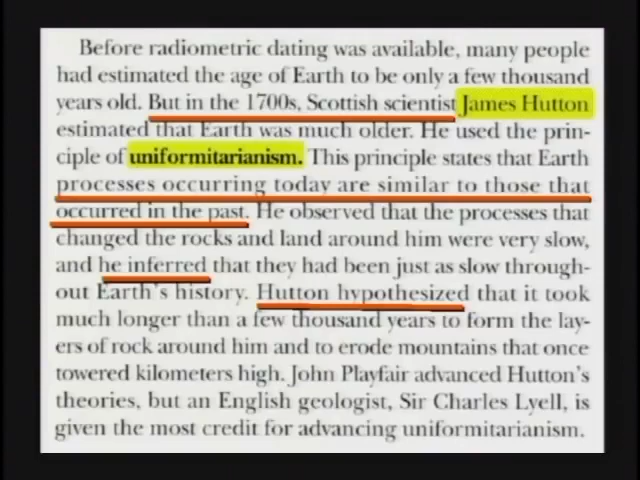 Before radiometric dating was available, many people
had estimated the age of Earth to be only a few thousand
years old. But in the 1700s, Scottish scientist James Hutton
estimated that Earth was much older. He used the prin-
ciple of uniformitarianism. This principle states that Earth
processes occurring today are similar to those that
occurred in the past. He observed that the processes that
changed the rocks and land around him were very slow,
and he inferred that they had been just as slow through-
out Earth's history. Hutton hypothesized that it took
much longer than a few thousand years to form the lay-
ers of rock around him and to erode mountains that once
towered kilometers high. John Playfair advanced Hutton's
theories, but an English geologist, Sir Charles Lyell, is
given the most credit for advancing uniformitarianism.